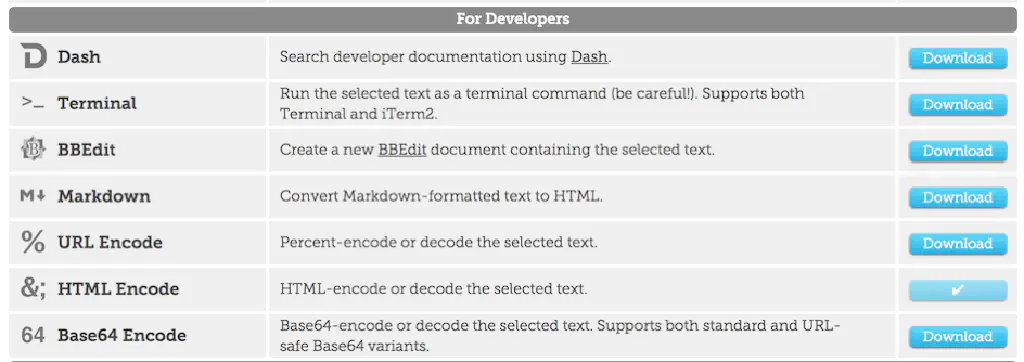 For Developers
Dash
Search developer documentation using Dash.
Download
>_ Terminal
Run the selected text as a terminal command (be careful!). Supports both
Terminal and iTerm2.
Download
B BBEdit
Create a new BBEdit document containing the selected text.
Download
M↓ Markdown
Convert Markdown-formatted text to HTML.
Download
% URL Encode
Percent-encode or decode the selected text.
Download
&; HTML Encode
HTML-encode or decode the selected text.
✔
64 Base64 Encode
Base64-encode or decode the selected text. Supports both standard and URL-
safe Base64 variants.
Download